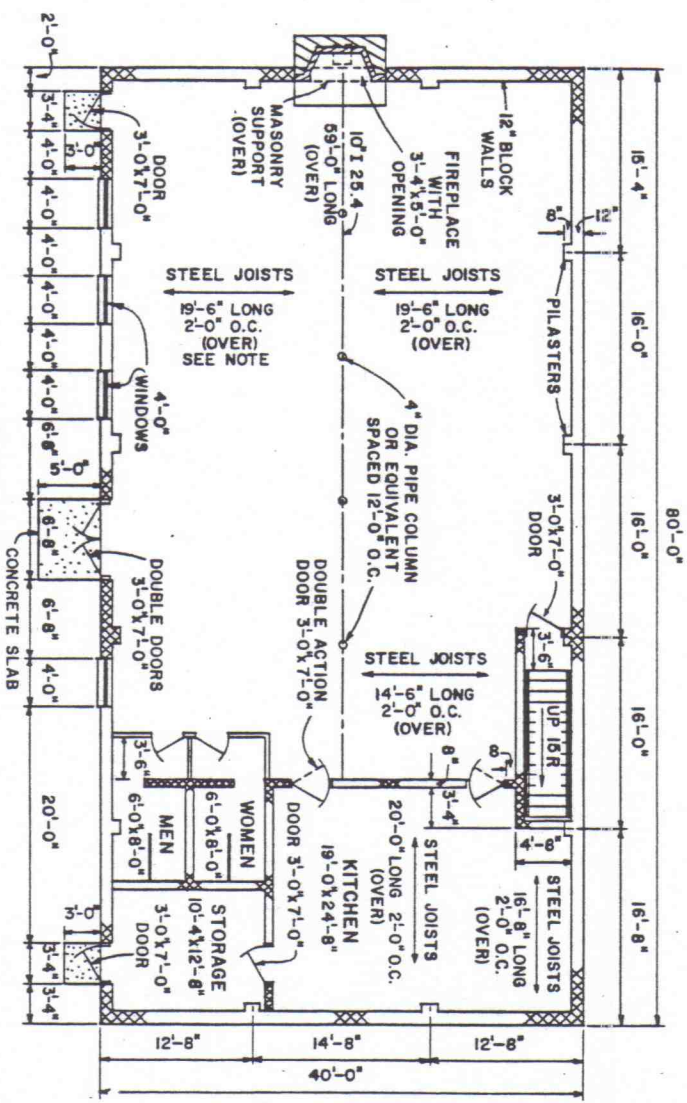 80'-0"
15'-4"
16'-0"
16'-0"
16'-0"
16'-8"
8"
12"
12" BLOCK
WALLS
PILASTERS
3'-0"X7'-0"
DOOR
3'-6"
UP 15R
4'-8"
STEEL JOISTS
16'-8" LONG
2'-0" O.C.
(OVER)
FIREPLACE
WITH
3'-4"X5'-0"
OPENING
STEEL JOISTS
19'-6" LONG
2'-0" O.C.
(OVER)
10" I 25.4
59'-0" LONG
(OVER)
MASONRY
SUPPORT
(OVER)
4" DIA. PIPE COLUMN
OR EQUIVALENT
SPACED 12'-0" O.C.
STEEL JOISTS
14'-6" LONG
2'-0" O.C.
(OVER)
8"
8
3'-4"
STEEL JOISTS
20'-0" LONG 2'-0" O.C.
(OVER)
KITCHEN
19'-0"X24'-8"
DOUBLE ACTION
DOOR 3'-0"X7'-0"
STEEL JOISTS
19'-6" LONG
2'-0" O.C.
(OVER)
SEE NOTE
DOOR 3'-0"X7'-0"
WOMEN
6'-0"X8'-0"
MEN
6'-0"X8'-0"
3'-6"
STORAGE
10'-4"X12'-8"
3'-0"X7'-0"
DOOR
DOOR
3'-0"X7'-0"
4'-0"
WINDOWS
DOUBLE DOORS
3'-0"X7'-0"
3'-0"
5'-0"
3'-0"
2'-0"
3'-4"
4'-0"
4'-0"
4'-0"
4'-0"
4'-0"
4'-0"
6'-8"
6'-8"
6'-8"
4'-0"
20'-0"
3'-4"
3'-4"
CONCRETE SLAB
12'-8"
14'-8"
12'-8"
40'-0"